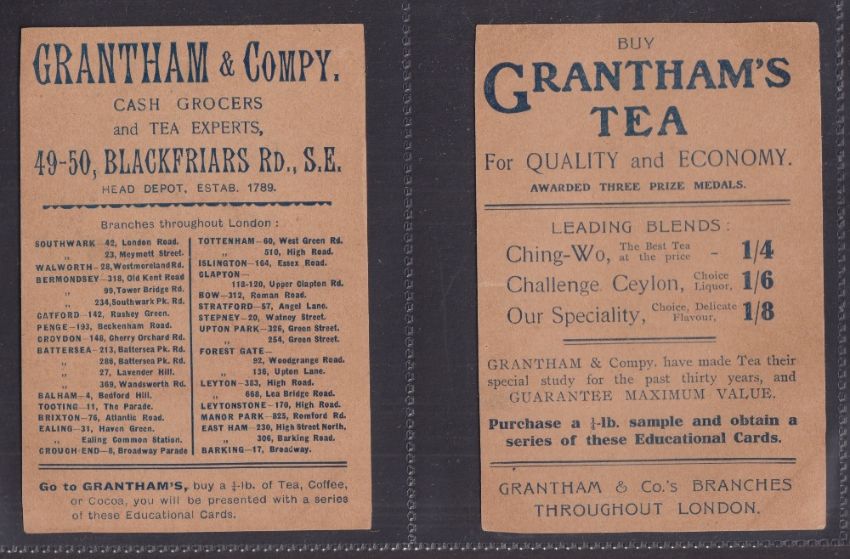 GRANTHAM & COMPY.
CASH GROCERS
and TEA EXPERTS,
49-50, BLACKFRIARS RD., S.E.
HEAD DEPOT, ESTAB. 1789.
Branches throughout London :
SOUTHWARK 42, London Road.
„ 23, Meymott Street.
WALWORTH—28, Westmoreland Rd.
BERMONDSEY—318, Old Kent Road
„ 99, Tower Bridge Rd.
„ 234, Southwark Pk. Rd.
CATFORD—142, Rushey Green.
PENGE—193, Beckenham Road.
CROYDON—148, Cherry Orchard Rd.
BATTERSEA—213, Battersea Pk. Rd.
„ 286, Battersea Pk. Rd.
„ 27, Lavender Hill.
„ 369, Wandsworth Rd.
BALHAM—4, Bedford Hill.
TOOTING—11, The Parade.
BRIXTON—76, Atlantic Road.
EALING—31, Haven Green.
„ Ealing Common Station.
CROUCH END—8, Broadway Parade
TOTTENHAM—60, West Green Rd.
„ 510, High Road.
ISLINGTON—164, Essex Road.
CLAPTON—
118-120, Upper Clapton Rd.
BOW—312, Roman Road.
STRATFORD—57, Angel Lane.
STEPNEY—20, Watney Street.
UPTON PARK—326, Green Street.
„ 254, Green Street.
FOREST GATE—
92, Woodgrange Road.
„ 136, Upton Lane.
LEYTON—383, High Road.
„ 668, Lea Bridge Road.
LEYTONSTONE—170, High Road.
MANOR PARK—825, Romford Rd.
EAST HAM—230, High Street North.
„ 306, Barking Road.
BARKING—17, Broadway.
Go to GRANTHAM'S, buy a ¼-lb. of Tea, Coffee,
or Cocoa, you will be presented with a series
of these Educational Cards.
BUY
GRANTHAM'S
TEA
For QUALITY and ECONOMY.
AWARDED THREE PRIZE MEDALS.
LEADING BLENDS :
Ching-Wo, The Best Tea at the price - 1/4
Challenge Ceylon, Choice Liquor, 1/6
Our Speciality, Choice, Delicate Flavour, 1/8
GRANTHAM & Compy. have made Tea their
special study for the past thirty years, and
GUARANTEE MAXIMUM VALUE.
Purchase a ¼-lb. sample and obtain a
series of these Educational Cards.
GRANTHAM & Co.'s BRANCHES
THROUGHOUT LONDON.